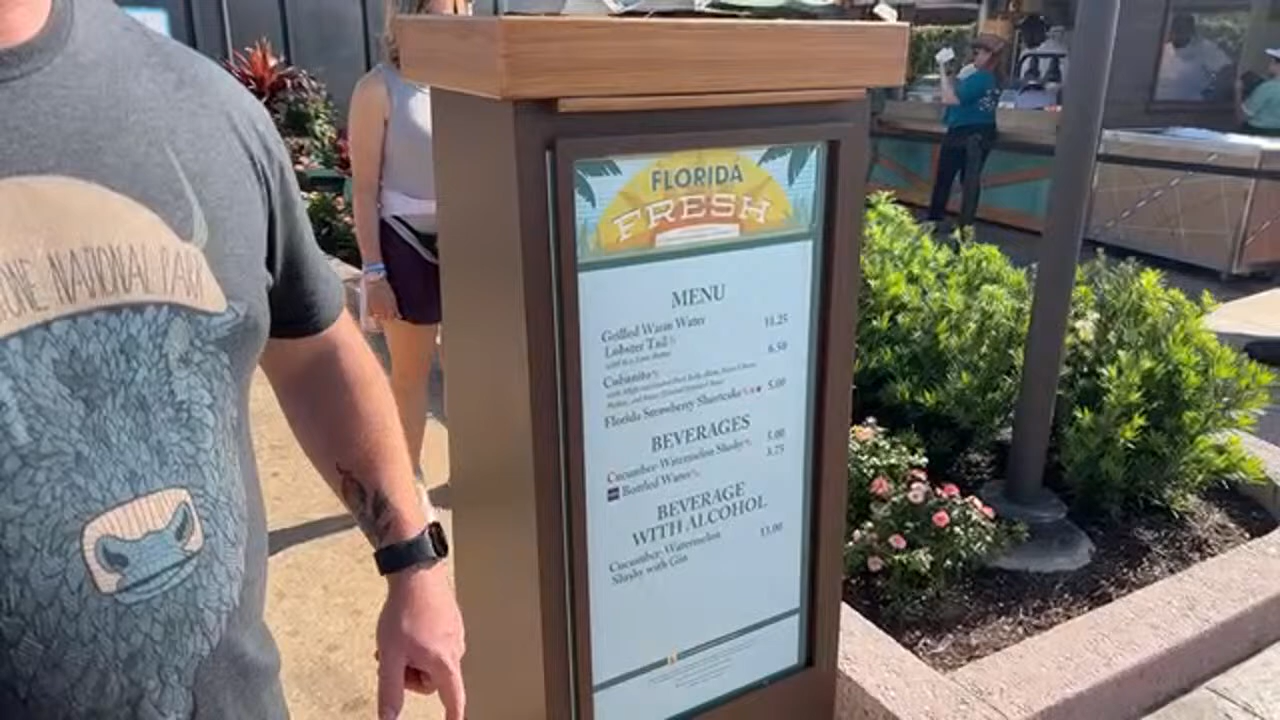 ONE NATIONAL PARK
FLORIDA
FRESH
MENU
Grilled Warm Water 11.25
Lobster Tail
6.50
Cubanito
Florida Strawberry Shortcake 5.00
BEVERAGES
Cucumber-Watermelon Slushy 5.00
Bottled Water 3.75
BEVERAGE
WITH ALCOHOL
Cucumber-Watermelon 13.00
Slushy with Gin